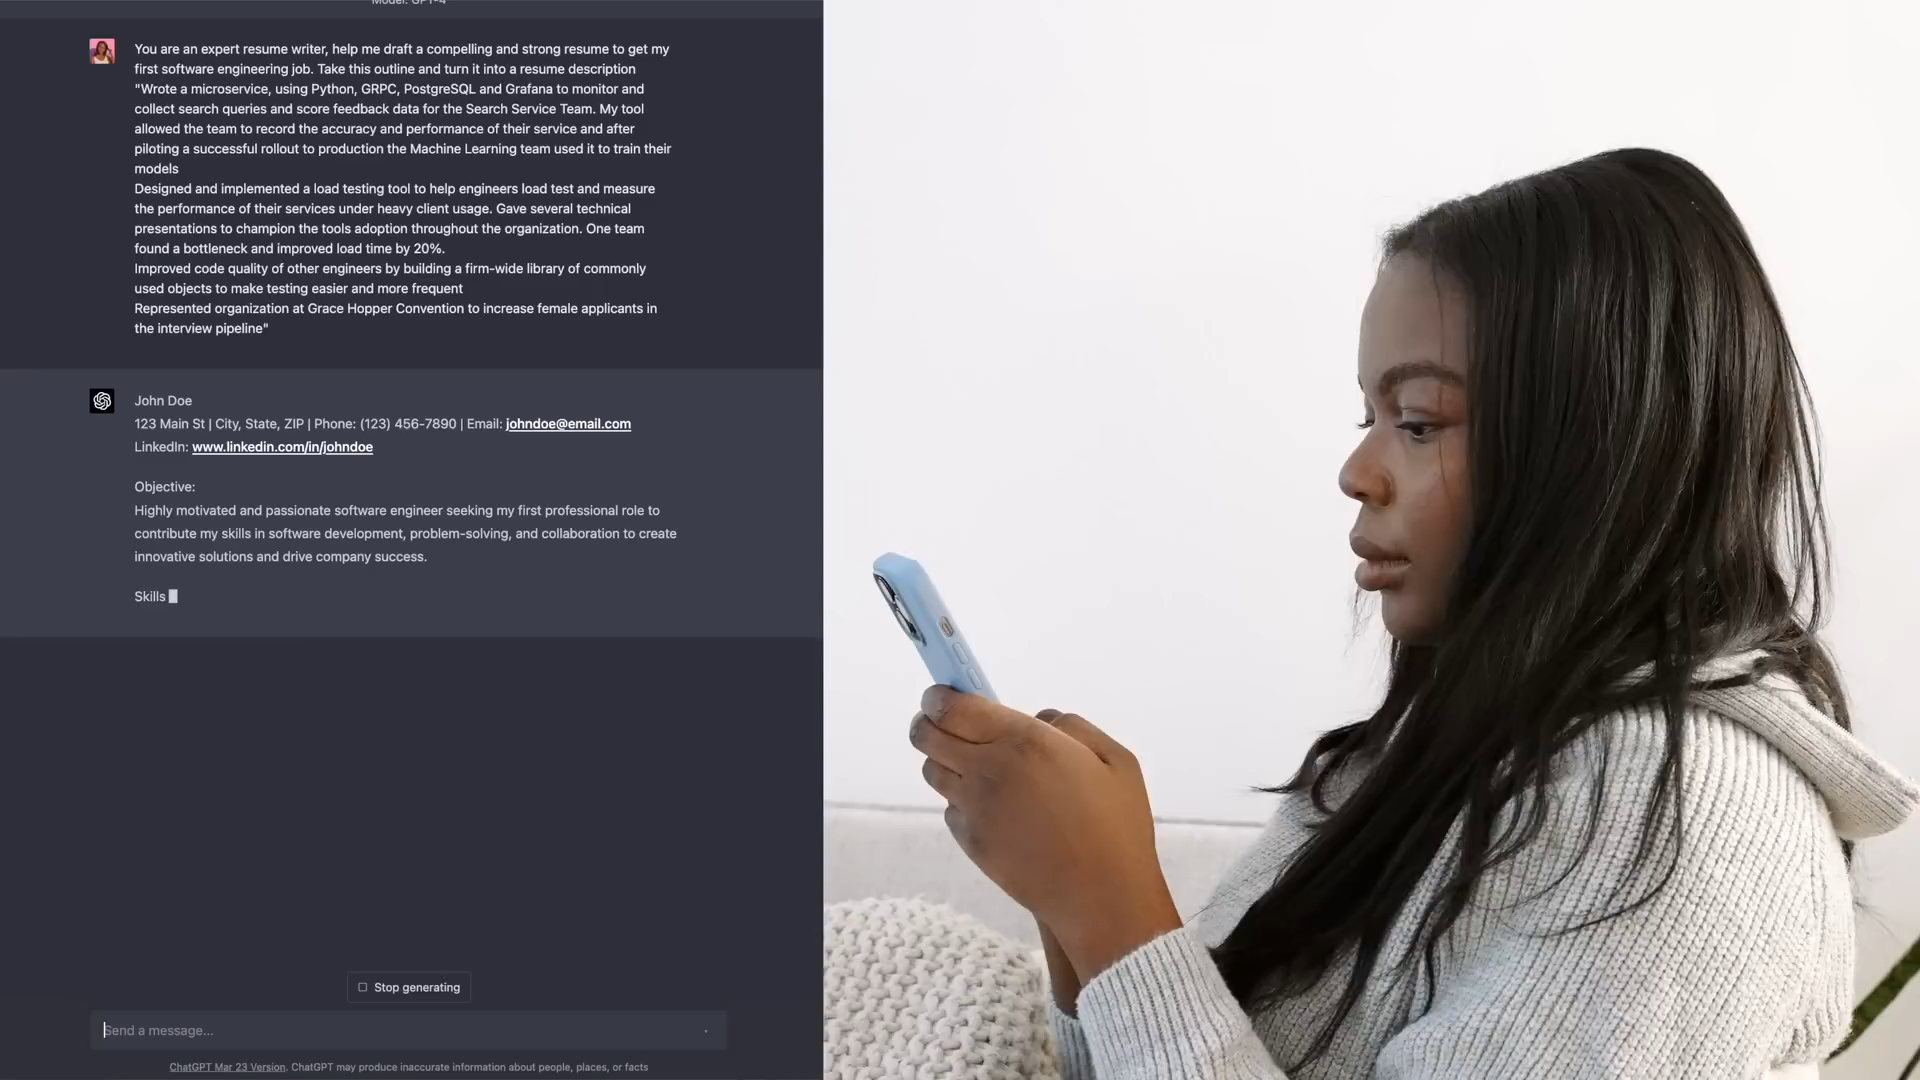 Model: GPT-4
You are an expert resume writer, help me draft a compelling and strong resume to get my
first software engineering job. Take this outline and turn it into a resume description
"Wrote a microservice, using Python, GRPC, PostgreSQL and Grafana to monitor and
collect search queries and score feedback data for the Search Service Team. My tool
allowed the team to record the accuracy and performance of their service and after
piloting a successful rollout to production the Machine Learning team used it to train their
models
Designed and implemented a load testing tool to help engineers load test and measure
the performance of their services under heavy client usage. Gave several technical
presentations to champion the tools adoption throughout the organization. One team
found a bottleneck and improved load time by 20%.
Improved code quality of other engineers by building a firm-wide library of commonly
used objects to make testing easier and more frequent
Represented organization at Grace Hopper Convention to increase female applicants in
the interview pipeline"
John Doe
123 Main St | City, State, ZIP | Phone: (123) 456-7890 | Email: johndoe@email.com
LinkedIn: www.linkedin.com/in/johndoe
Objective:
Highly motivated and passionate software engineer seeking my first professional role to
contribute my skills in software development, problem-solving, and collaboration to create
innovative solutions and drive company success.
Skills
Stop generating
Send a message...
ChatGPT Mar 23 Version. ChatGPT may produce inaccurate information about people, places, or facts